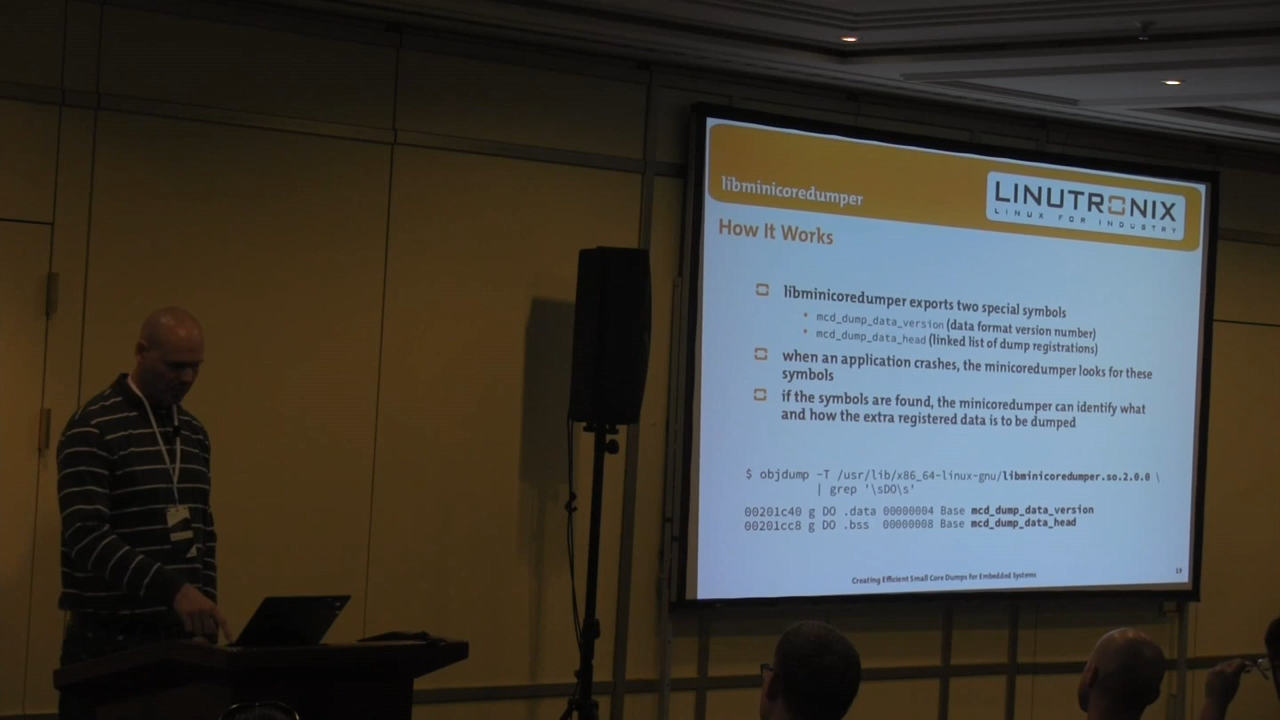 libminicoredumper
LINUTRONIX
LINUX FOR INDUSTRY
How It Works
libminicoredumper exports two special symbols
mcd_dump_data_version (data format version number)
mcd_dump_data_head (linked list of dump registrations)
when an application crashes, the minicoredumper looks for these
symbols
if the symbols are found, the minicoredumper can identify what
and how the extra registered data is to be dumped
$ objdump -T /usr/lib/x86_64-linux-gnu/libminicoredumper.so.2.0.0 \
| grep '\sDO\s'
00201c40 g DO .data 00000004 Base mcd_dump_data_version
00201cc8 g DO .bss 00000008 Base mcd_dump_data_head
Creating Efficient Small Core Dumps for Embedded Systems
19